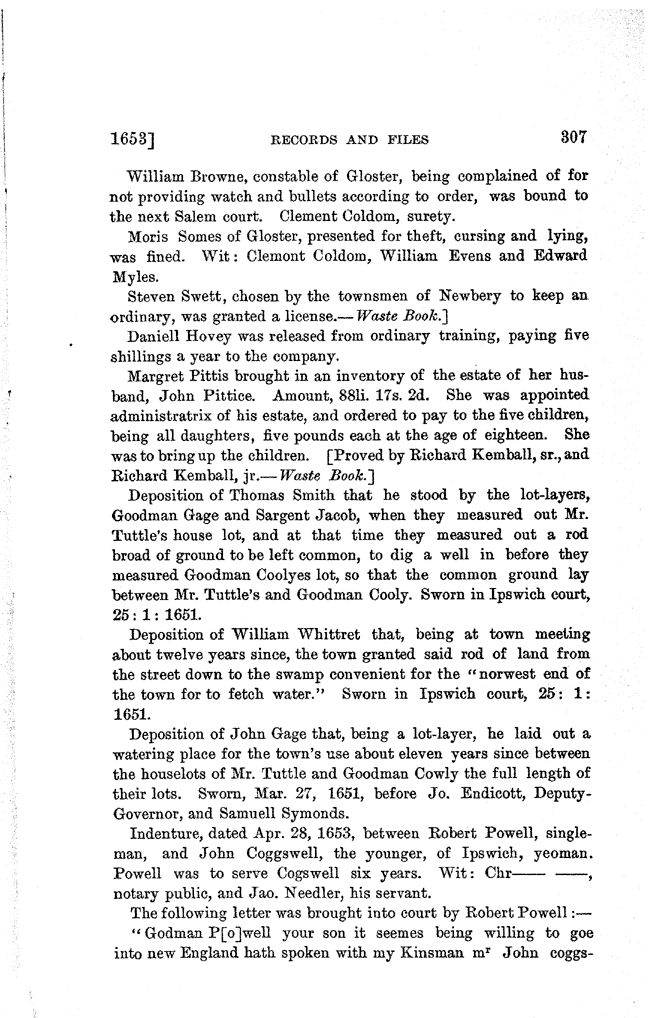 1653] RECORDS AND FILES 307
William Browne, constable of Gloster, being complained of for
not providing watch and bullets according to order, was bound to
the next Salem court. Clement Coldom, surety.
Moris Somes of Gloster, presented for theft, cursing and lying,
was fined. Wit: Clemont Coldom, William Evens and Edward
Myles.
Steven Swett, chosen by the townsmen of Newbery to keep an
ordinary, was granted a license.—Waste Book.]
Daniell Hovey was released from ordinary training, paying five
shillings a year to the company.
Margret Pittis brought in an inventory of the estate of her hus-
band, John Pittice. Amount, 88li. 17s. 2d. She was appointed
administratrix of his estate, and ordered to pay to the five children,
being all daughters, five pounds each at the age of eighteen. She
was to bring up the children. [Proved by Richard Kemball, sr., and
Richard Kemball, jr.—Waste Book.]
Deposition of Thomas Smith that he stood by the lot-layers,
Goodman Gage and Sargent Jacob, when they measured out Mr.
Tuttle's house lot, and at that time they measured out a rod
broad of ground to be left common, to dig a well in before they
measured Goodman Coolyes lot, so that the common ground lay
between Mr. Tuttle's and Goodman Cooly. Sworn in Ipswich court,
25: 1: 1651.
Deposition of William Whittret that, being at town meeting
about twelve years since, the town granted said rod of land from
the street down to the swamp convenient for the "norwest end of
the town for to fetch water." Sworn in Ipswich court, 25: 1:
1651.
Deposition of John Gage that, being a lot-layer, he laid out a
watering place for the town's use about eleven years since between
the houselots of Mr. Tuttle and Goodman Cowly the full length of
their lots. Sworn, Mar. 27, 1651, before Jo. Endicott, Deputy-
Governor, and Samuell Symonds.
Indenture, dated Apr. 28, 1653, between Robert Powell, single-
man, and John Coggswell, the younger, of Ipswich, yeoman.
Powell was to serve Cogswell six years. Wit: Chr—— ——,
notary public, and Jao. Needler, his servant.
The following letter was brought into court by Robert Powell:—
"Godman P[o]well your son it seemes being willing to goe
into new England hath spoken with my Kinsman mʳ John coggs-